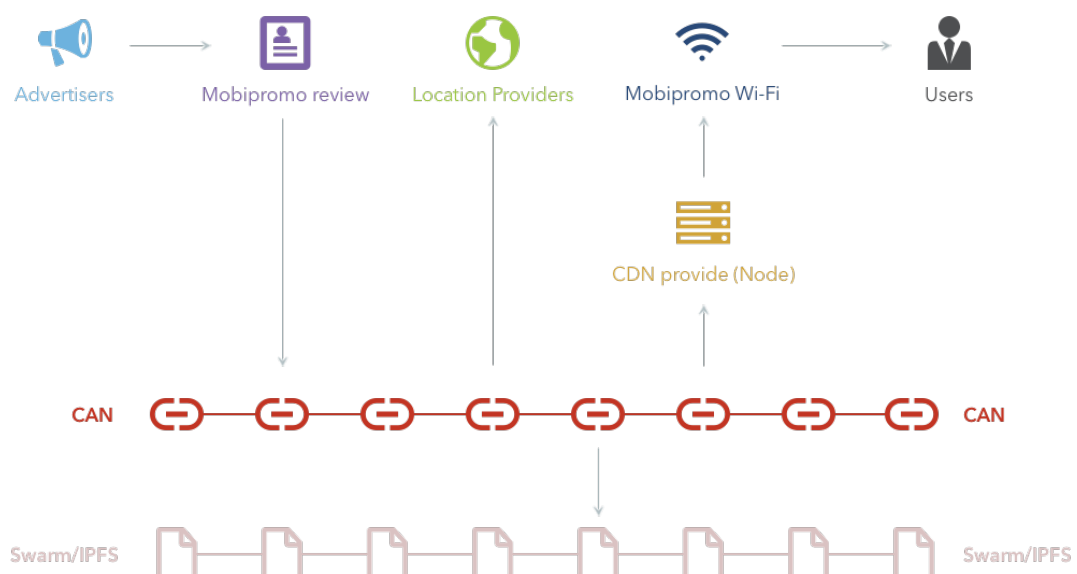 Advertisers
Mobipromo review
Location Providers
Mobipromo Wi-Fi
Users
CDN provide (Node)
CAN
CAN
Swarm/IPFS
Swarm/IPFS